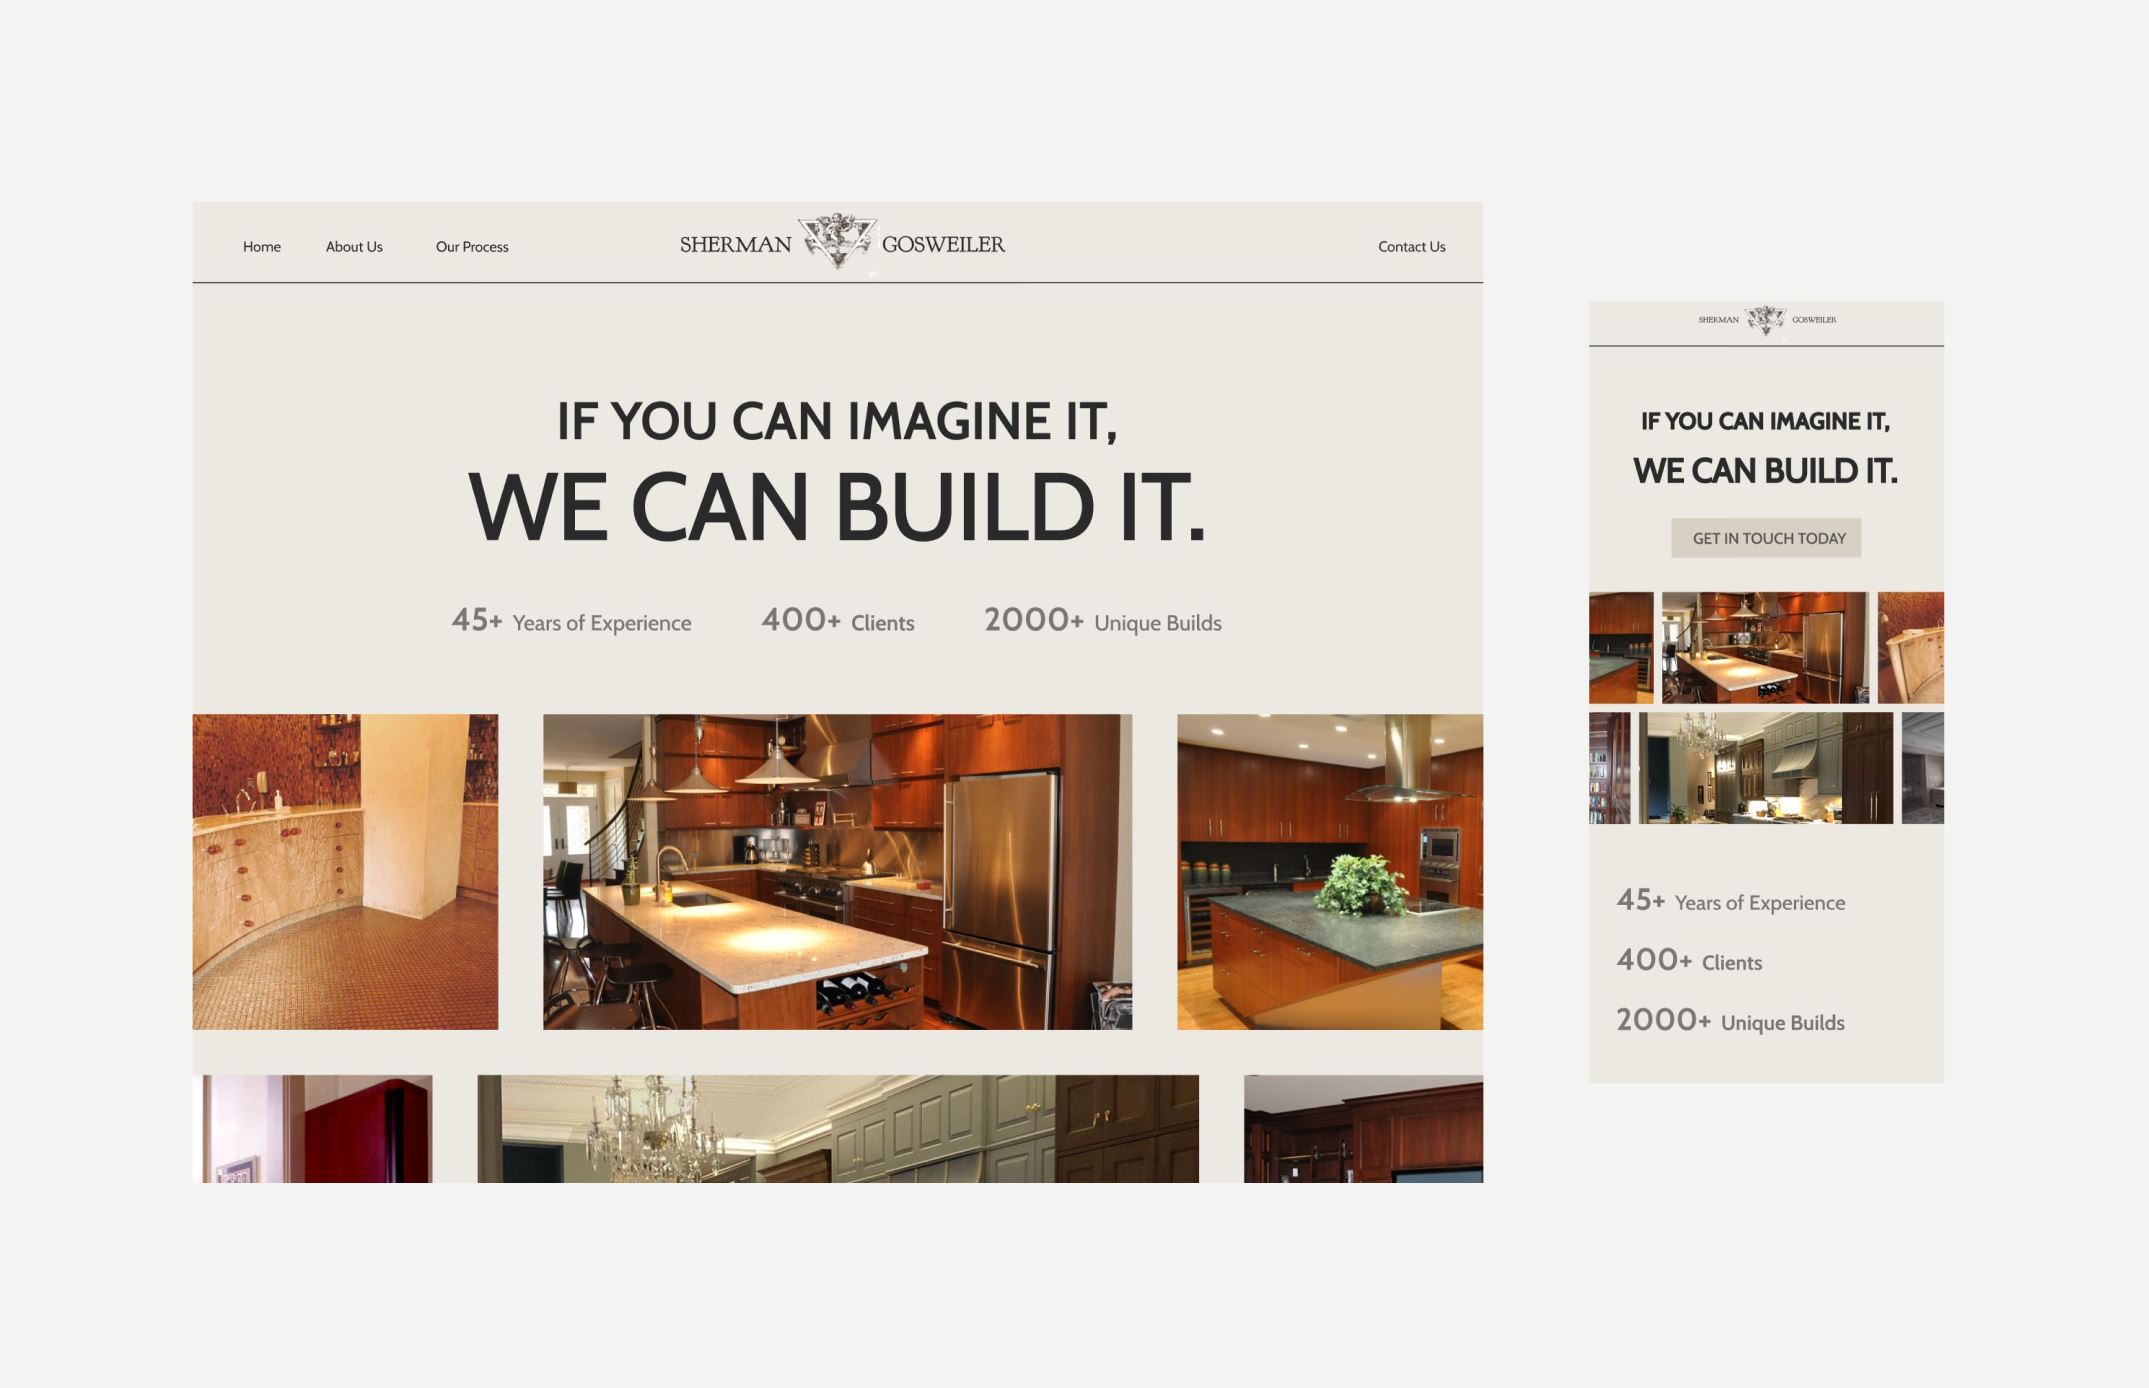 Home About Us Our Process SHERMAN GOSWEILER Contact Us
IF YOU CAN IMAGINE IT,
WE CAN BUILD IT.
45+ Years of Experience 400+ Clients 2000+ Unique Builds
SHERMAN GOSWEILER
IF YOU CAN IMAGINE IT,
WE CAN BUILD IT.
GET IN TOUCH TODAY
45+ Years of Experience
400+ Clients
2000+ Unique Builds